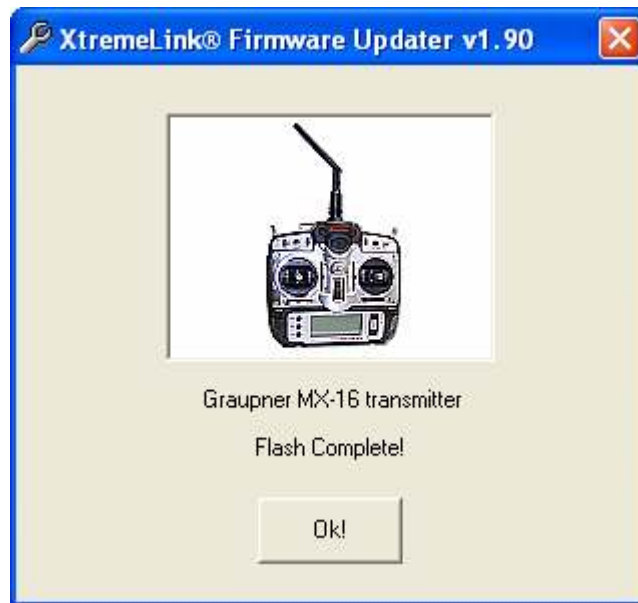 XtremeLink® Firmware Updater v1.90
Graupner MX-16 transmitter
Flash Complete!
Ok!